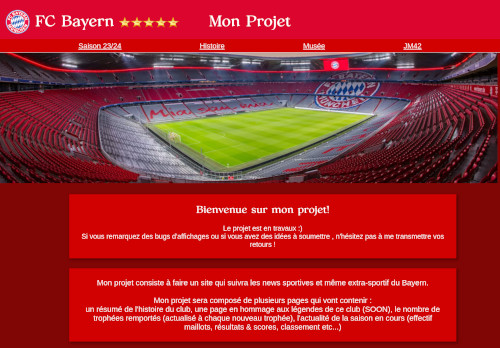 FC Bayern Mon Projet
Saison 23/24 Histoire Musée JM42
Bienvenue sur mon projet!
Le projet est en travaux :)
Si vous remarquez des bugs d'affichages ou si vous avez des idées à soumettre , n'hésitez pas à me transmettre vos
retours !
Mon projet consiste à faire un site qui suivra les news sportives et même extra-sportif du Bayern.
Mon projet sera composé de plusieurs pages qui vont contenir :
un résumé de l'histoire du club, une page en hommage aux légendes de ce club (SOON), le nombre de
trophées remportés (actualisé à chaque nouveau trophée), l'actualité de la saison en cours (effectif
maillots, résultats & scores, classement etc...)